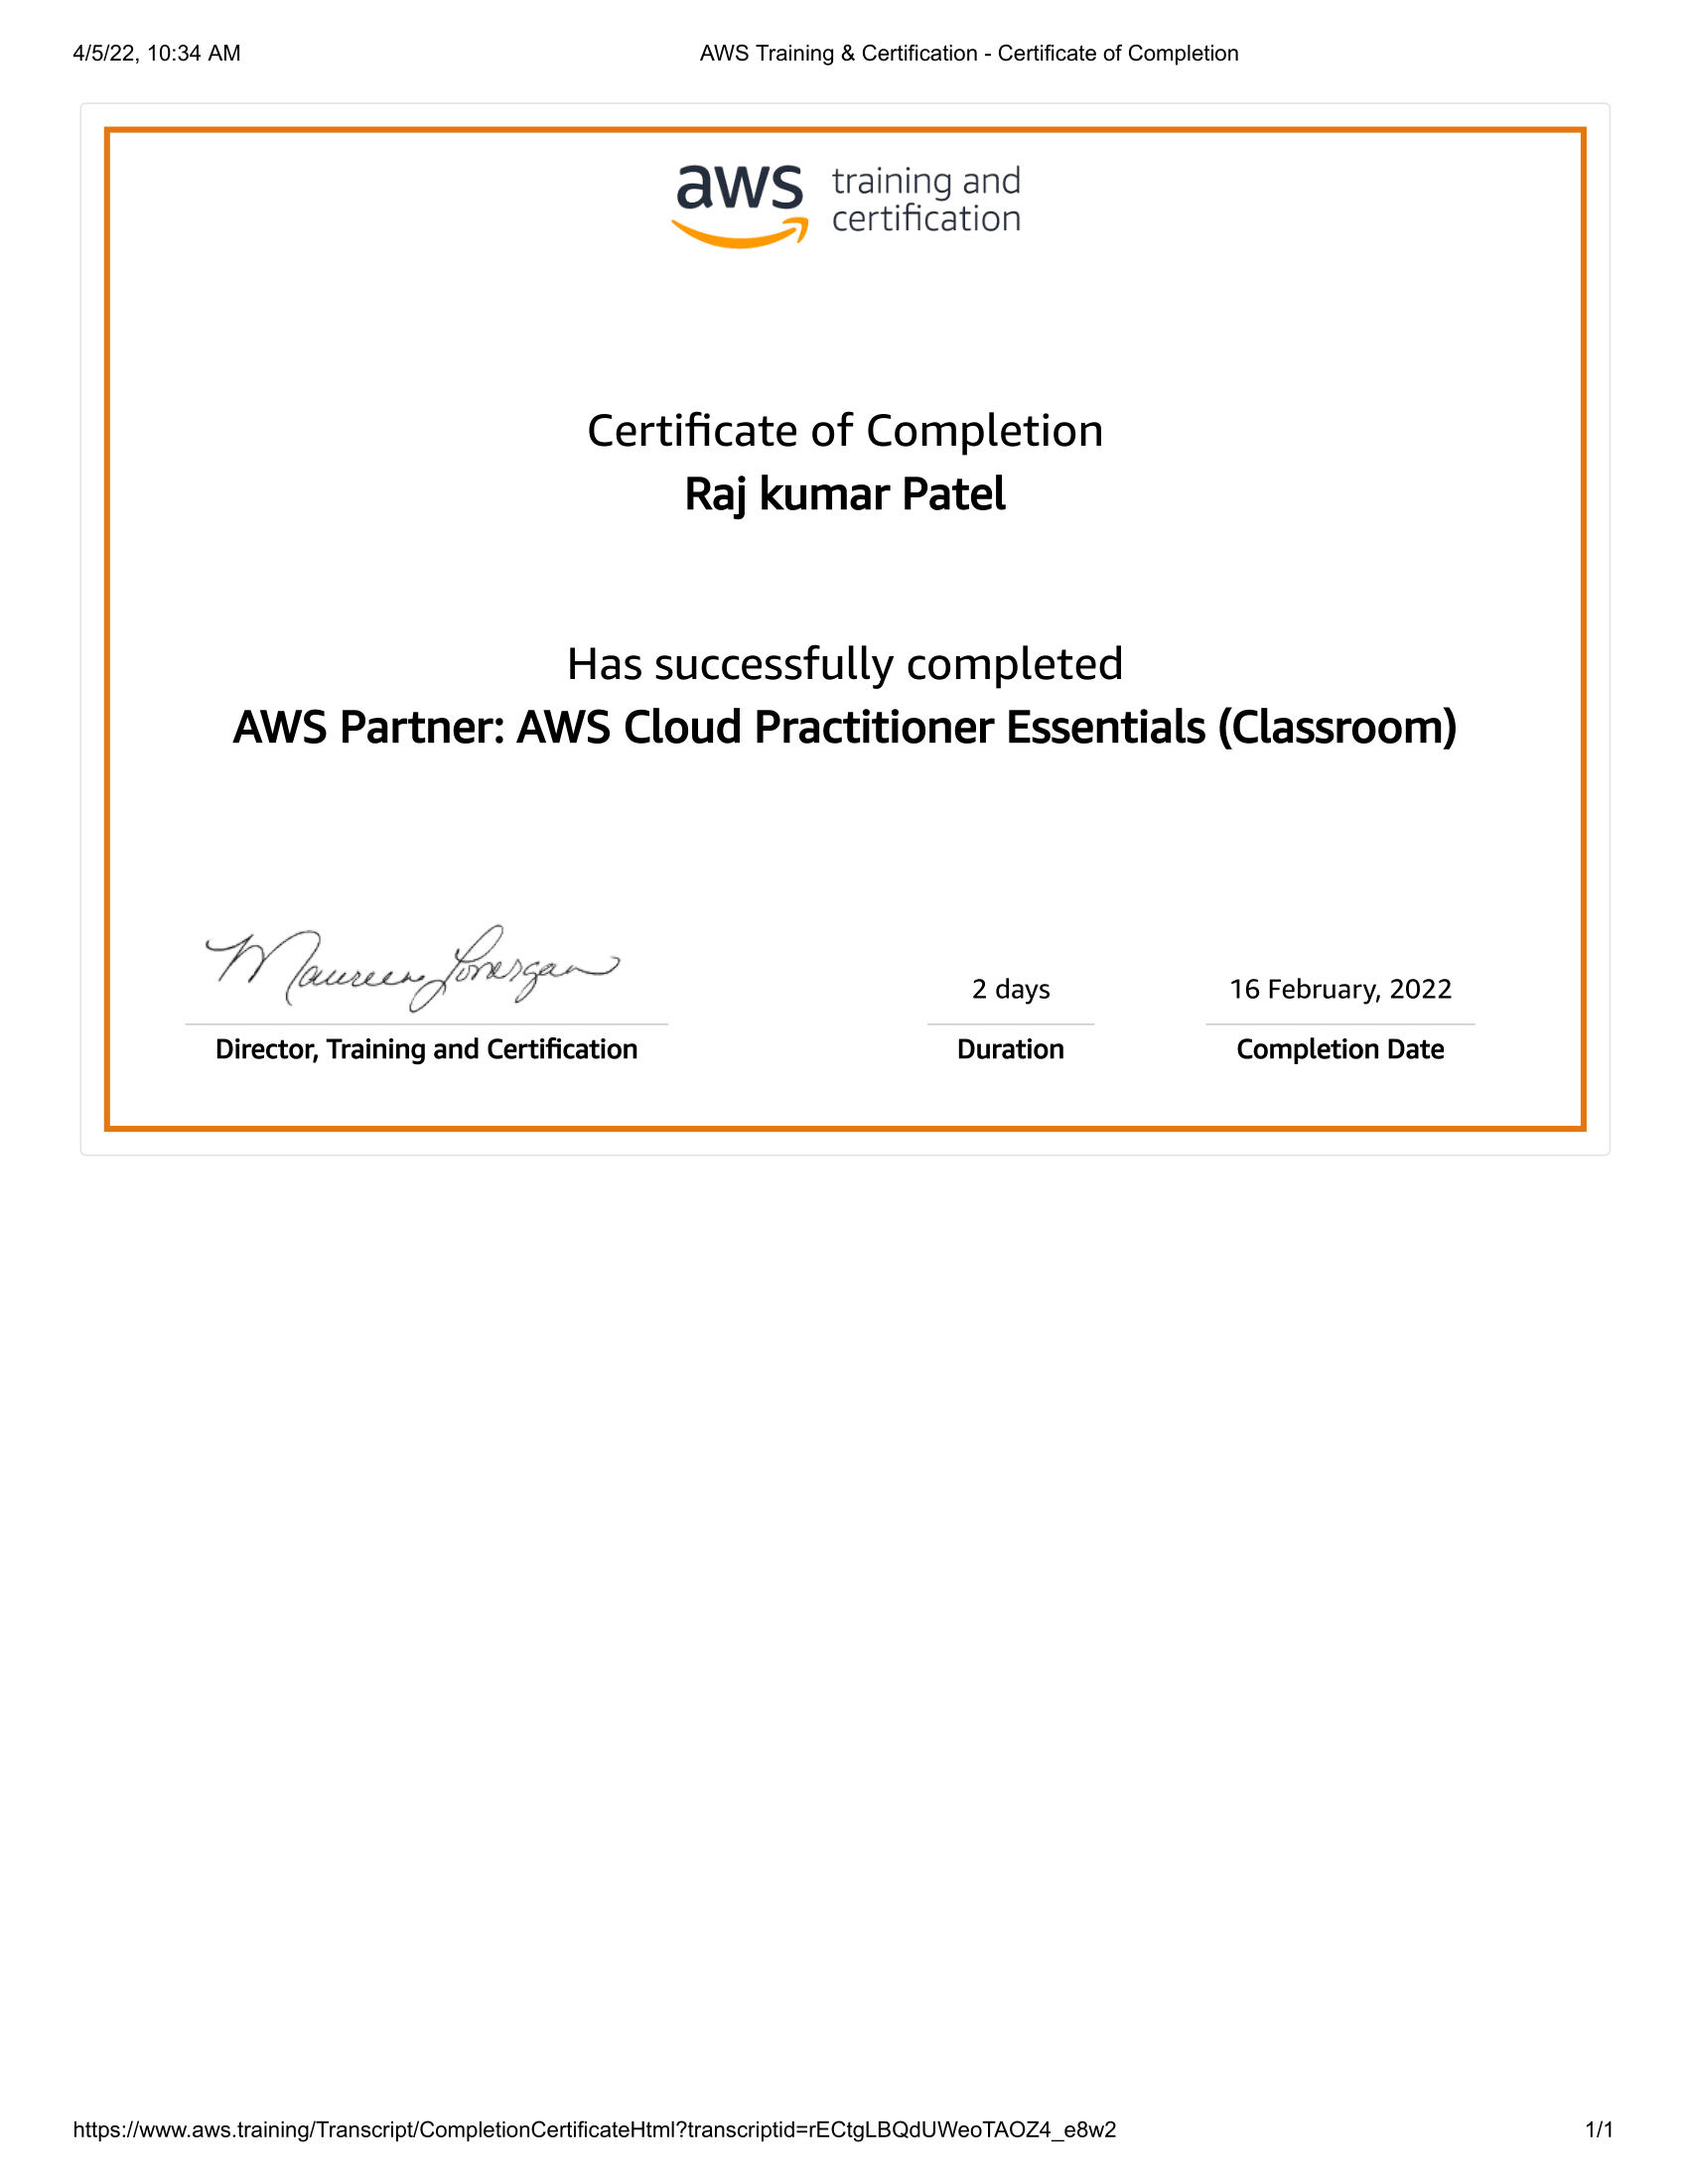 4/5/22, 10:34 AM
AWS Training & Certification - Certificate of Completion
aws training and
certification
Certificate of Completion
Raj kumar Patel
Has successfully completed
AWS Partner: AWS Cloud Practitioner Essentials (Classroom)
Maureen Lonergan
2 days
16 February, 2022
Director, Training and Certification
Duration
Completion Date
https://www.aws.training/Transcript/CompletionCertificateHtml?transcriptid=rECtgLBQdUWeoTAOZ4_e8w2
1/1